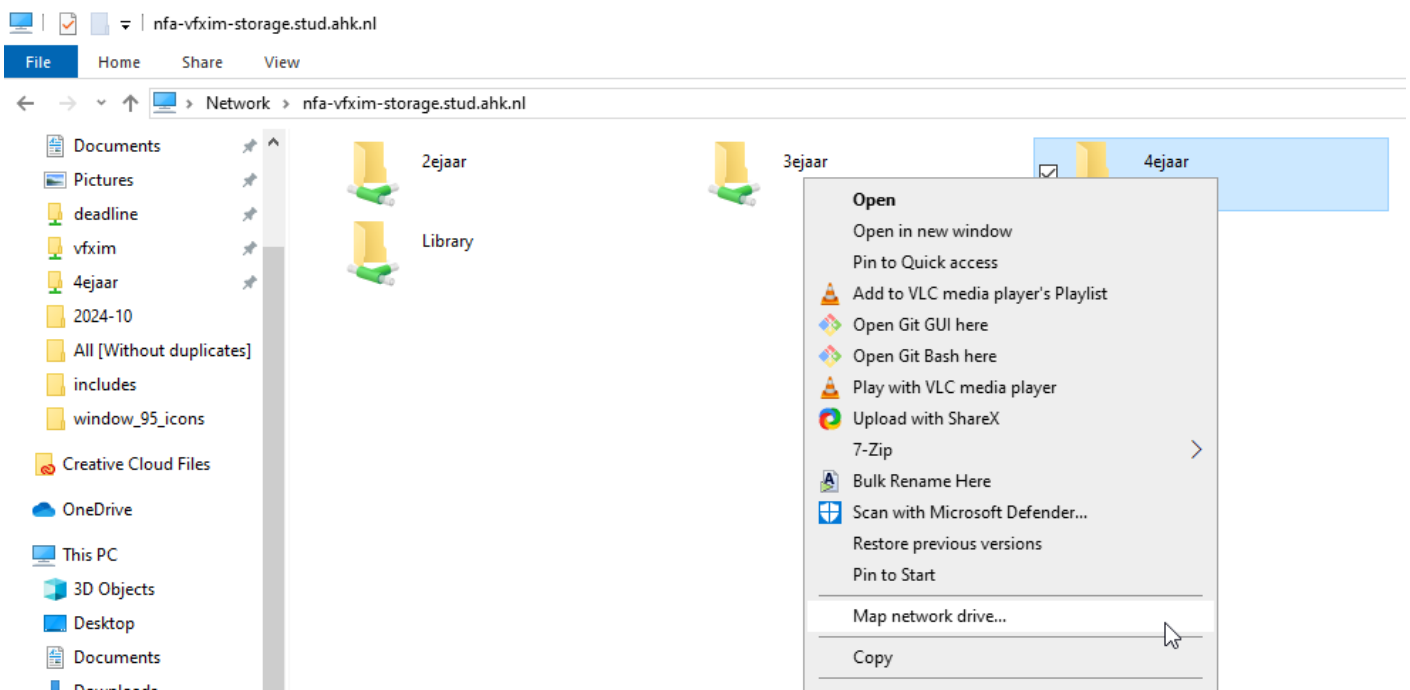 nfa-vfxim-storage.stud.ahk.nl
File Home Share View
Network > nfa-vfxim-storage.stud.ahk.nl
Documents
Pictures
deadline
vfxim
4ejaar
2024-10
All [Without duplicates]
includes
window_95_icons
Creative Cloud Files
OneDrive
This PC
3D Objects
Desktop
Documents
Downloads
2ejaar
3ejaar
4ejaar
Library
Open
Open in new window
Pin to Quick access
Add to VLC media player's Playlist
Open Git GUI here
Open Git Bash here
Play with VLC media player
Upload with ShareX
7-Zip
Bulk Rename Here
Scan with Microsoft Defender...
Restore previous versions
Pin to Start
Map network drive...
Copy